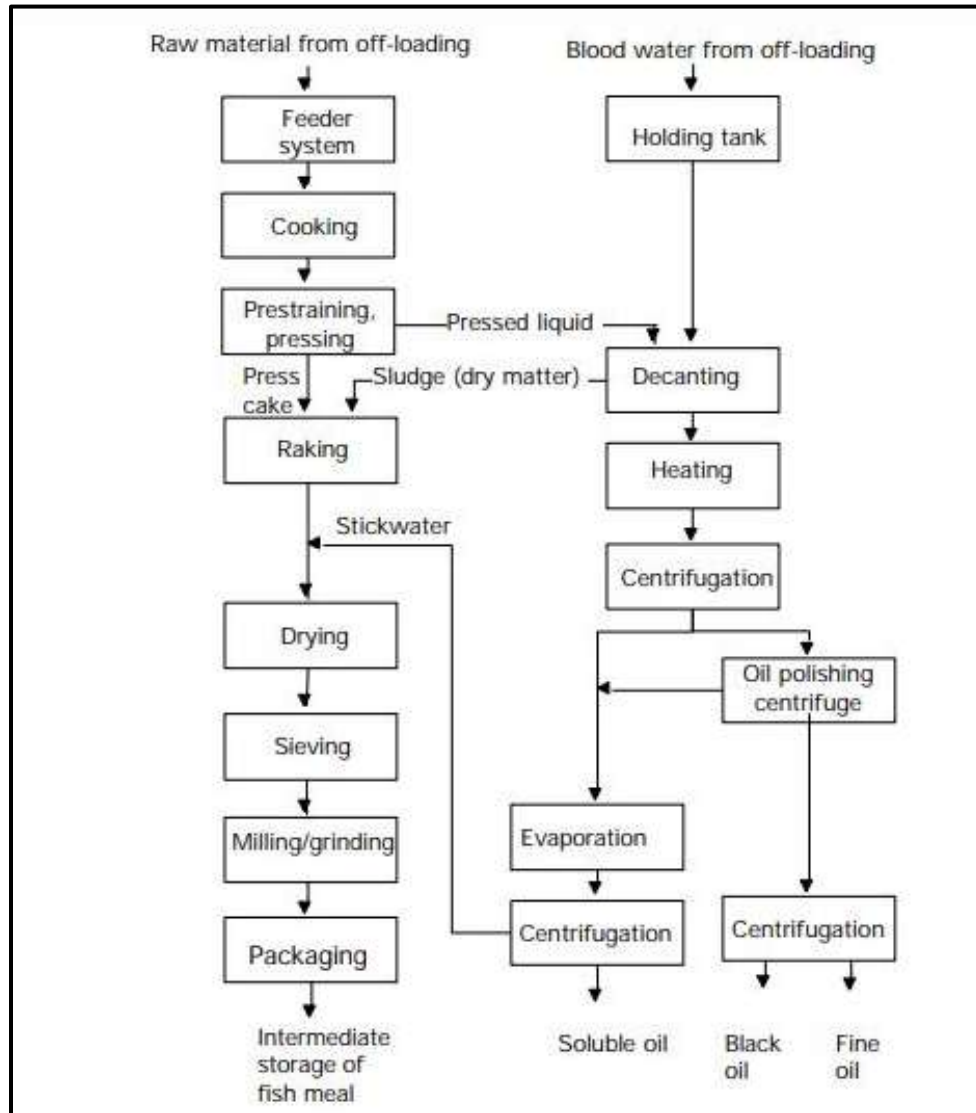 Raw material from off-loading
Blood water from off-loading
Feeder
system
Holding tank
Cooking
Prestraining,
pressing
Pressed liquid
Press
cake
Sludge (dry matter)
Decanting
Raking
Heating
Stickwater
Centrifugation
Drying
Oil polishing
centrifuge
Sieving
Milling/grinding
Evaporation
Packaging
Centrifugation
Centrifugation
Intermediate
storage of
fish meal
Soluble oil
Black
oil
Fine
oil